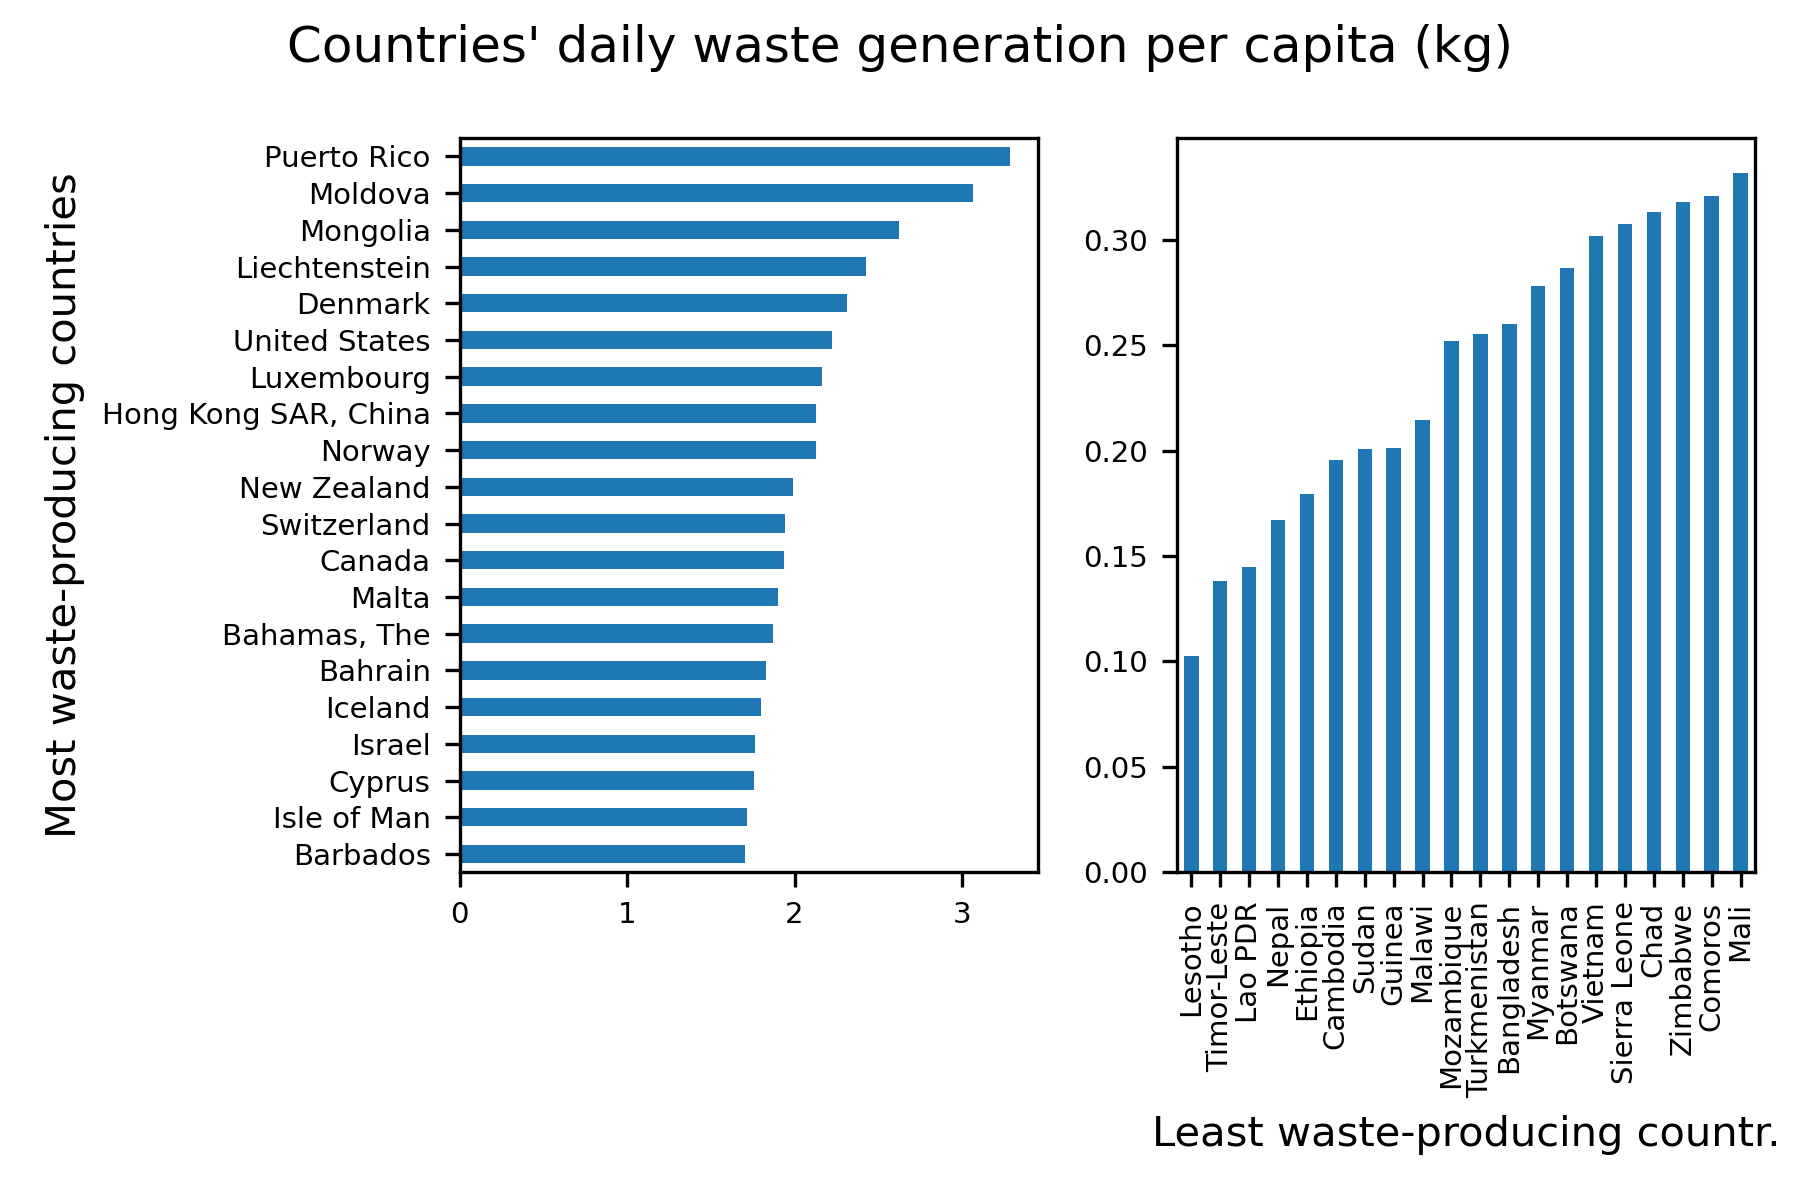 Countries' daily waste generation per capita (kg)
Most waste-producing countries
Puerto Rico
Moldova
Mongolia
Liechtenstein
Denmark
United States
Luxembourg
Hong Kong SAR, China
Norway
New Zealand
Switzerland
Canada
Malta
Bahamas, The
Bahrain
Iceland
Israel
Cyprus
Isle of Man
Barbados
0 1 2 3
0.30
0.25
0.20
0.15
0.10
0.05
0.00
Lesotho
Timor-Leste
Lao PDR
Nepal
Ethiopia
Cambodia
Sudan
Guinea
Malawi
Mozambique
Turkmenistan
Bangladesh
Myanmar
Botswana
Vietnam
Sierra Leone
Chad
Zimbabwe
Comoros
Mali
Least waste-producing countr.